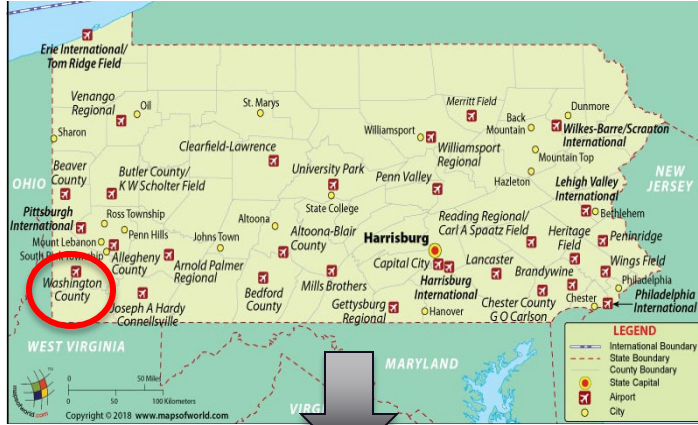 Erie International/
Tom Ridge Field
Venango
Regional
Oil
St. Marys
Merritt Field
Back
Mountain
Dunmore
Sharon
Clearfield-Lawrence
Williamsport
Williamsport
Regional
Wilkes-Barre/Scranton
International
Mountain Top
Beaver
County
Butler County/
K W Scholter Field
University Park
Penn Valley
Hazleton
OHIO
NEW
JERSEY
State College
Lehigh Valley
International
Bethlehem
Pittsburgh
International
Ross Township
Penn Hills
Mount Lebanon
South Park Township
Allegheny
County
Johns Town
Altoona
Altoona-Blair
County
Harrisburg
Reading Regional/
Carl A Spaatz Field
Heritage
Field
Peninridge
Arnold Palmer
Regional
Capital City
Lancaster
Brandywine
Wings Field
Washington
County
Mills Brothers
Harrisburg
International
Philadelphia
Joseph A Hardy
Connellsville
Bedford
County
Gettysburg
Regional
Hanover
Chester County
G O Carlson
Chester
Philadelphia
International
WEST VIRGINIA
MARYLAND
VIRG
LEGEND
International Boundary
State Boundary
County Boundary
State Capital
Airport
City
0
50 Miles
0
50
100 Kilometers
mapsofworld.com
Copyright © 2018 www.mapsofworld.com